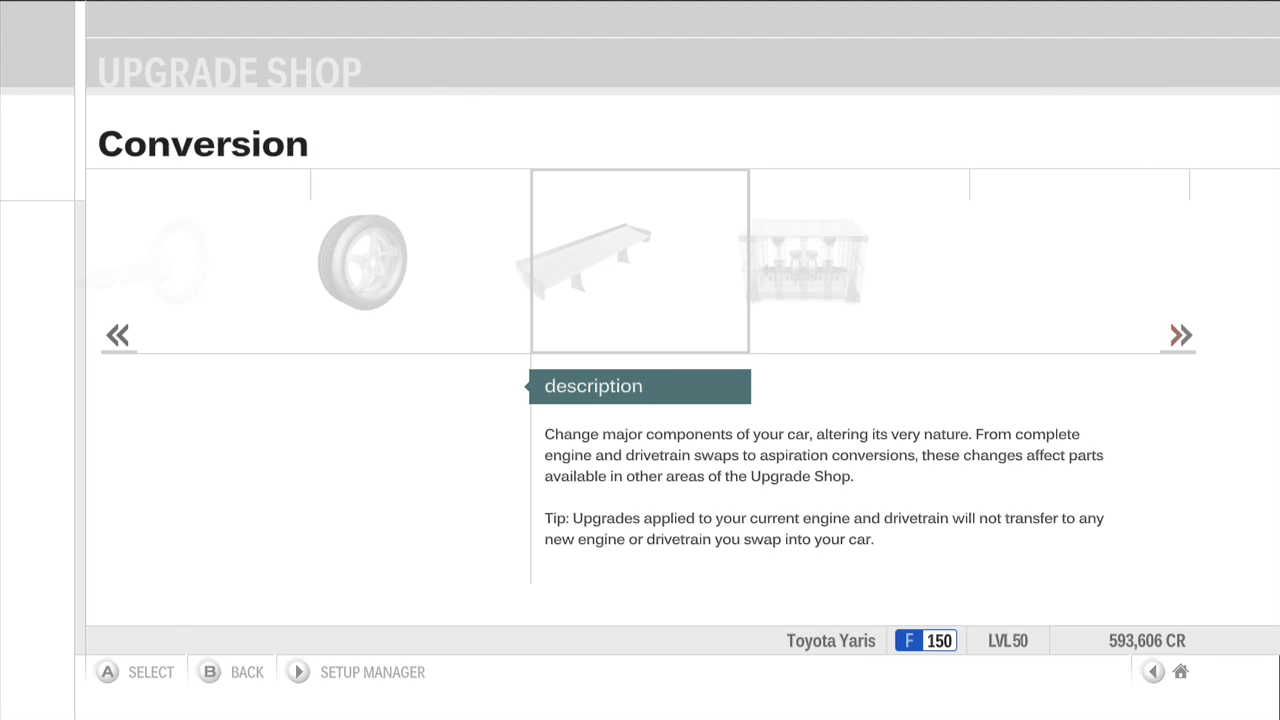 UPGRADE SHOP
Conversion
description
Change major components of your car, altering its very nature. From complete
engine and drivetrain swaps to aspiration conversions, these changes affect parts
available in other areas of the Upgrade Shop.
Tip: Upgrades applied to your current engine and drivetrain will not transfer to any
new engine or drivetrain you swap into your car.
Toyota Yaris F 150 LVL50 593,606 CR
A SELECT B BACK SETUP MANAGER